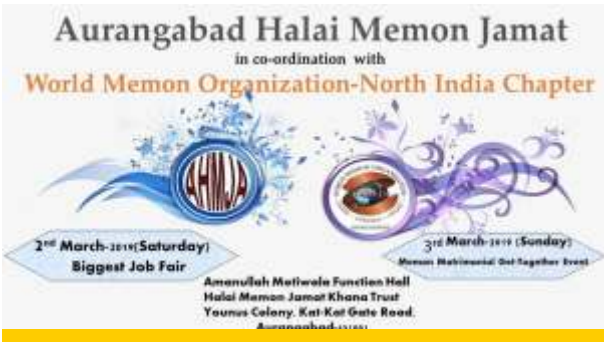 Aurangabad Halai Memon Jamat
in co-ordination with
World Memon Organization-North India Chapter
AHMJA
2nd March-2019(Saturday)
Biggest Job Fair
3rd March-2019 (Sunday)
Memon Matrimonial Get-Together Event
Amanullah Motiwala Function Hall
Halai Memon Jamat Khana Trust
Younus Colony, Kat-Kat Gate Road,
Aurangabad